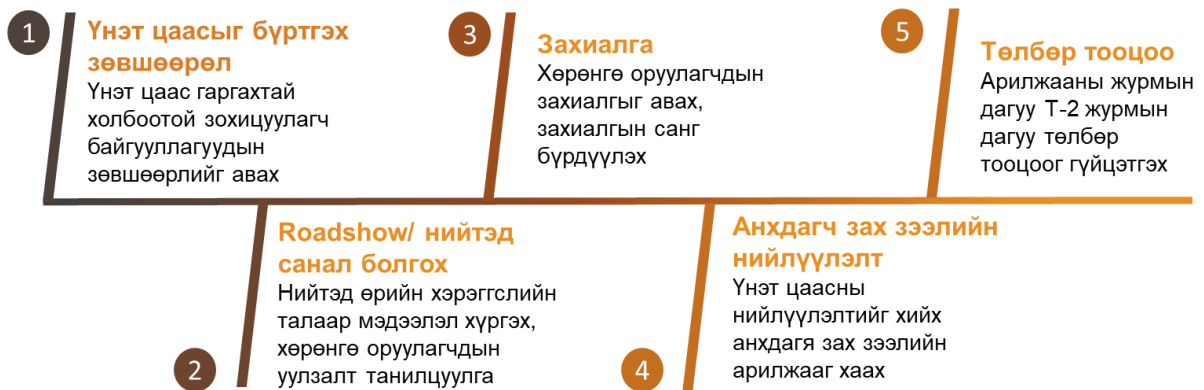 1
Үнэт цаасыг бүртгэх
зөвшөөрөл
Үнэт цаас гаргахтай
холбоотой зохицуулагч
байгууллагуудын
зөвшөөрлийг авах
2
Roadshow/ нийтэд
санал болгох
Нийтэд өрийн хэрэггслийн
талаар мэдээлэл хүргэх,
хөрөнгө оруулагчдын
уулзалт танилцуулга
3
Захиалга
Хөрөнгө оруулагчдын
захиалгыг авах,
захиалгын санг
бүрдүүлэх
4
Анхдагч зах зээлийн
нийлүүлэлт
Үнэт цаасны
нийлүүлэлтийг хийх
анхдагя зах зээлийн
арилжааг хаах
5
Төлбөр тооцоо
Арилжааны журмын
дагуу Т-2 журмын
дагуу төлбөр
тооцоог гүйцэтгэх